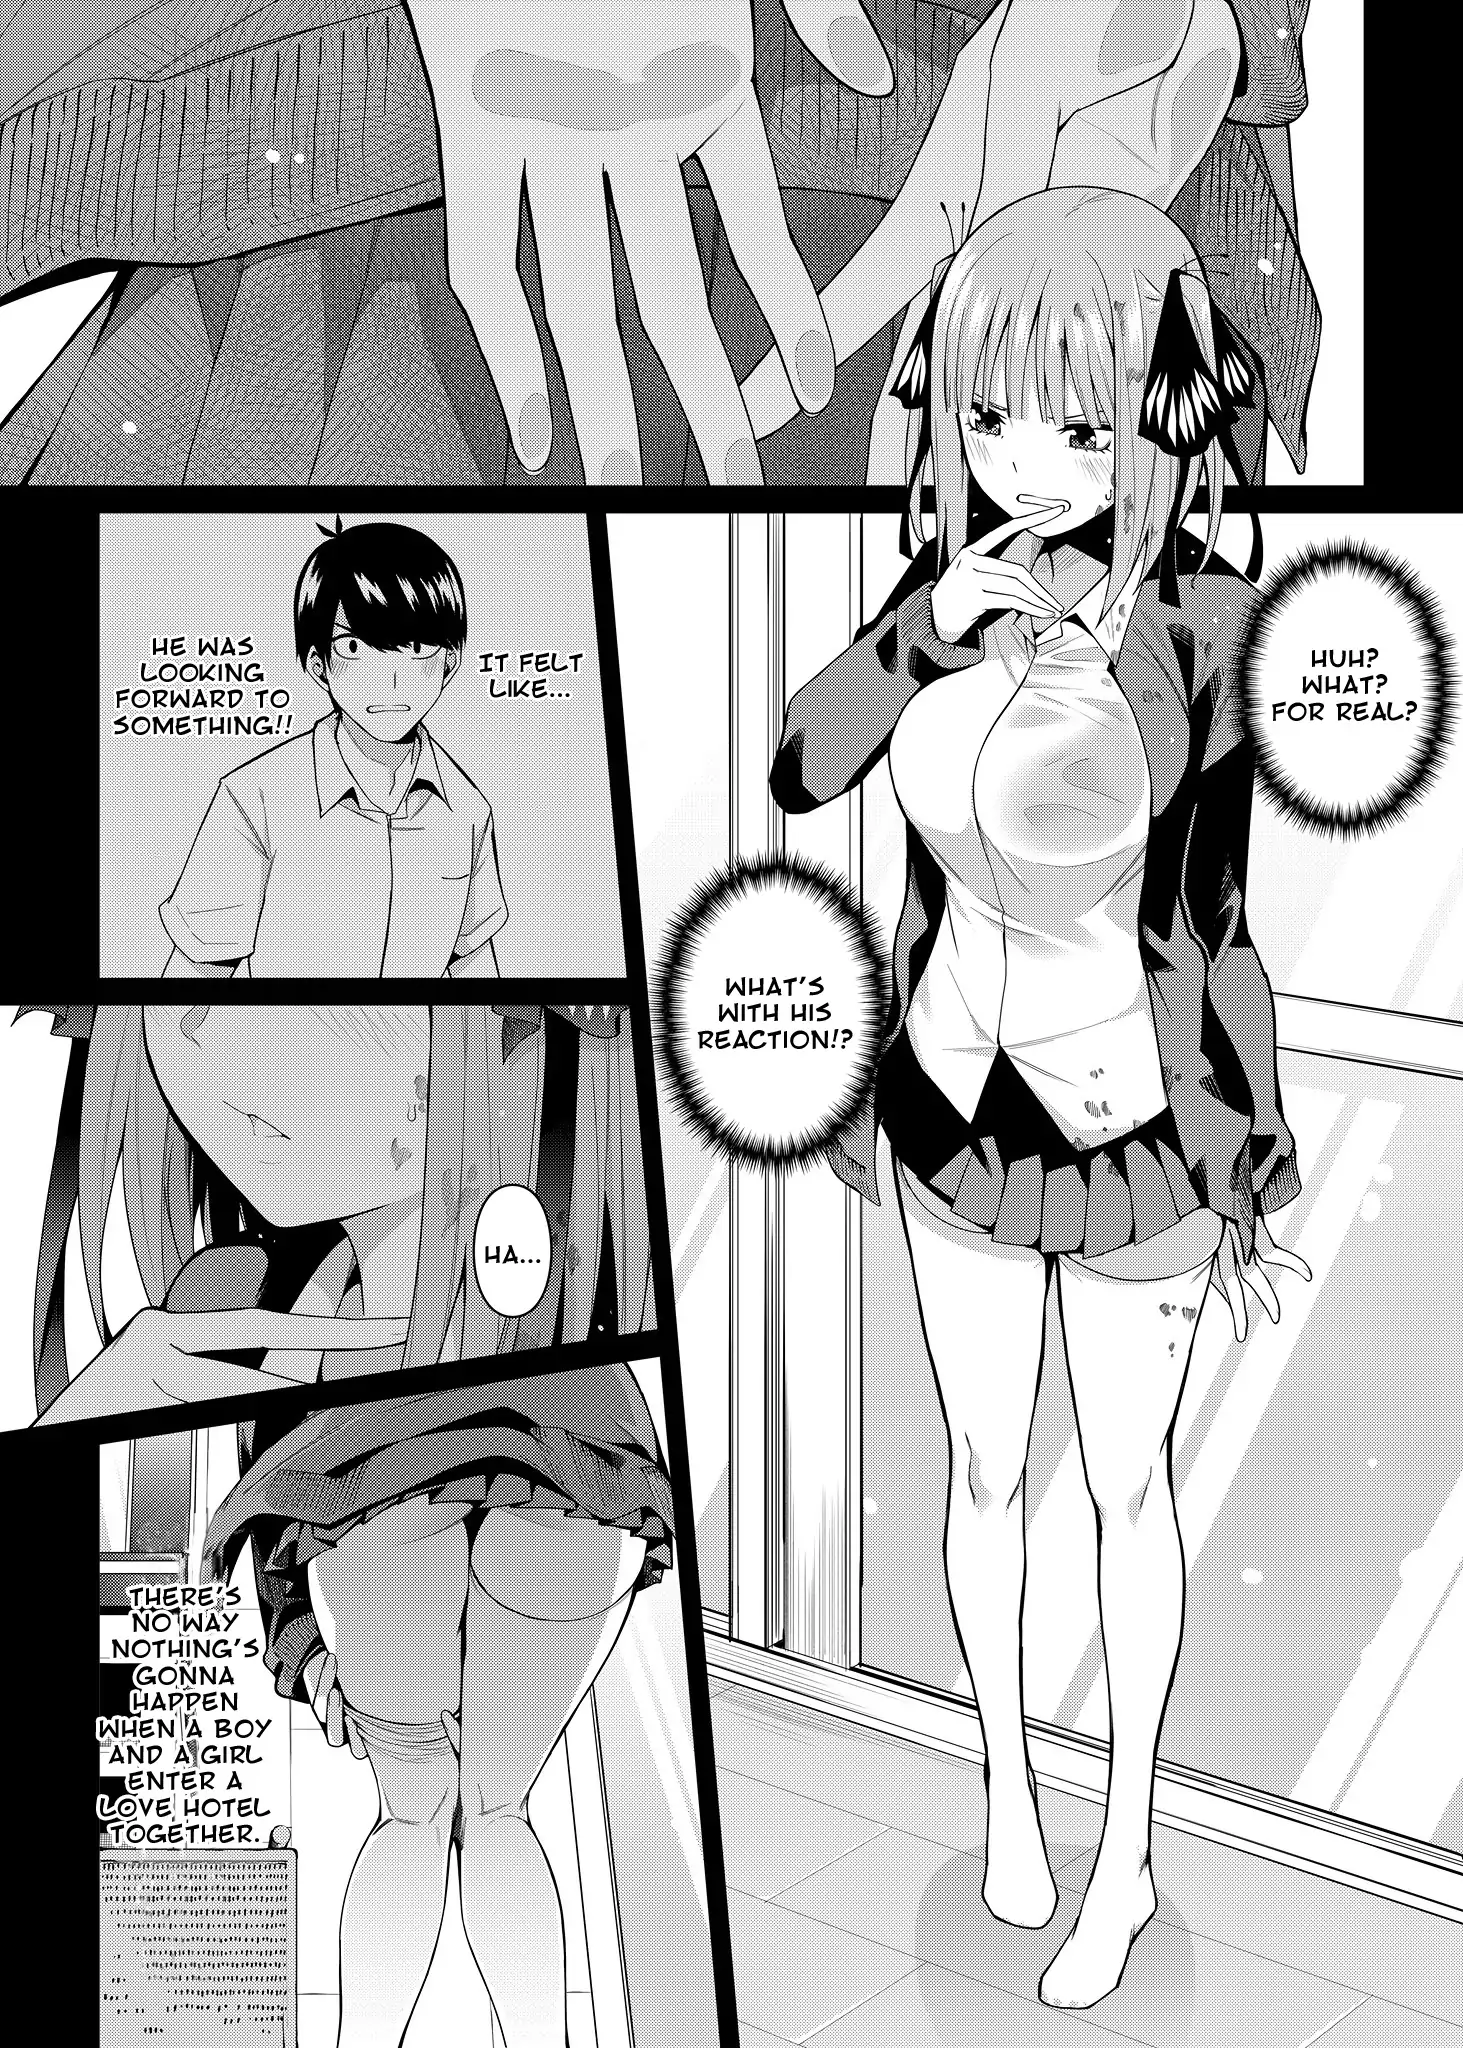 HUH?
WHAT?
FOR REAL?
WHAT'S
WITH HIS
REACTION!?
IT FELT
LIKE...
HE WAS
LOOKING
FORWARD TO
SOMETHING!!
HA...
THERE'S
NO WAY
NOTHING'S
GONNA
HAPPEN
WHEN A BOY
AND A GIRL
ENTER A
LOVE HOTEL
TOGETHER.